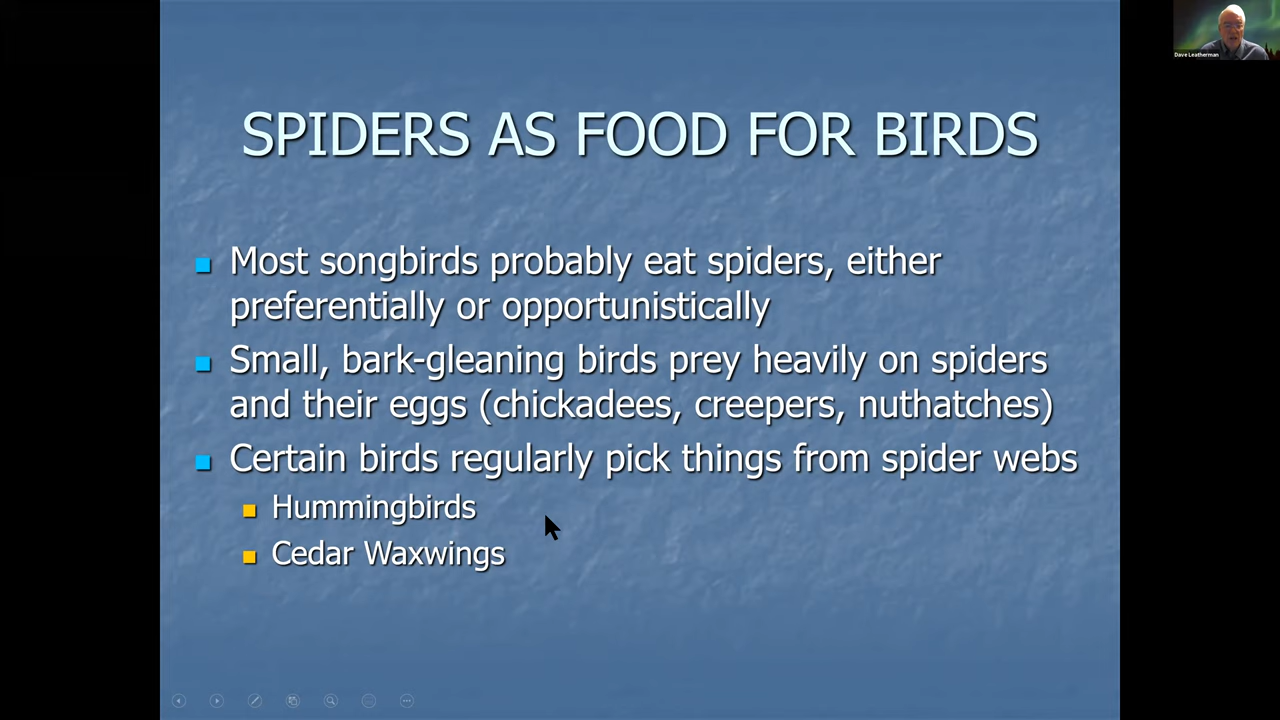 Dave Leatherman
SPIDERS AS FOOD FOR BIRDS
Most songbirds probably eat spiders, either
preferentially or opportunistically
Small, bark-gleaning birds prey heavily on spiders
and their eggs (chickadees, creepers, nuthatches)
Certain birds regularly pick things from spider webs
Hummingbirds
Cedar Waxwings